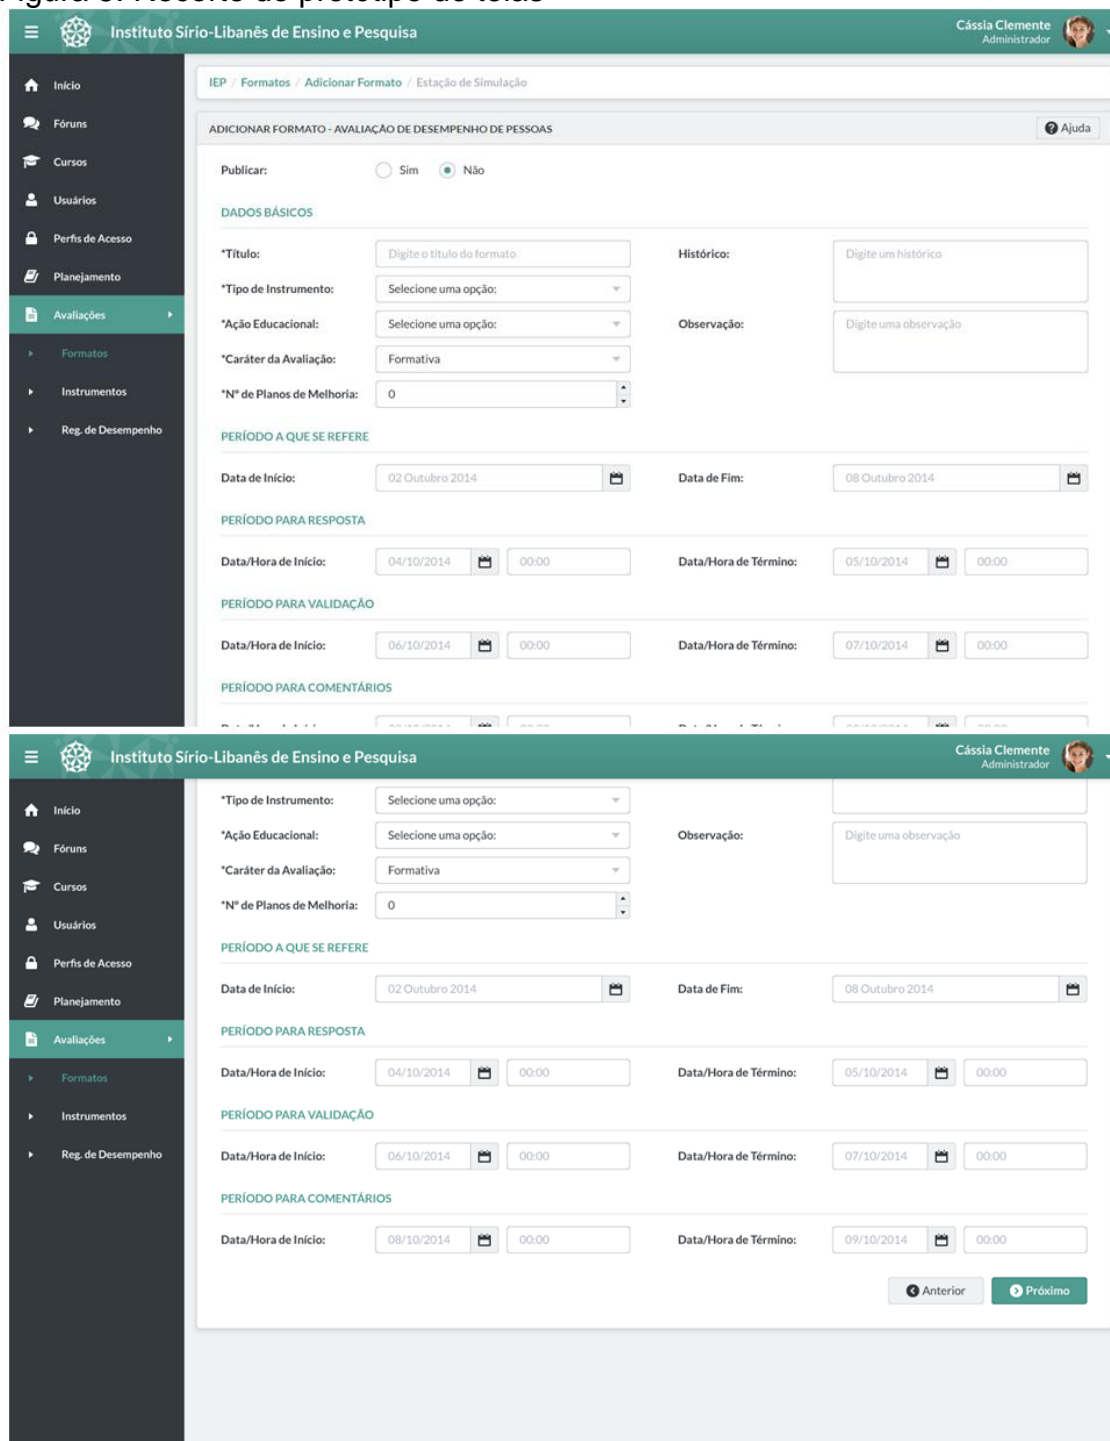 Instituto Sírio-Libanês de Ensino e Pesquisa
Cássia Clemente
Administrador
Início
Fóruns
Cursos
Usuários
Perfis de Acesso
Planejamento
Avaliações
Formatos
Instrumentos
Reg. de Desempenho
IEP / Formatos / Adicionar Formato / Estação de Simulação
ADICIONAR FORMATO - AVALIAÇÃO DE DESEMPENHO DE PESSOAS
Ajuda
Publicar: Sim Não
DADOS BÁSICOS
*Título: Digite o título do formato Histórico: Digite um histórico
*Tipo de Instrumento: Selecione uma opção:
*Ação Educacional: Selecione uma opção: Observação: Digite uma observação
*Caráter da Avaliação: Formativa
*Nº de Planos de Melhoria: 0
PERÍODO A QUE SE REFERE
Data de Início: 02 Outubro 2014 Data de Fim: 08 Outubro 2014
PERÍODO PARA RESPOSTA
Data/Hora de Início: 04/10/2014 00:00 Data/Hora de Término: 05/10/2014 00:00
PERÍODO PARA VALIDAÇÃO
Data/Hora de Início: 06/10/2014 00:00 Data/Hora de Término: 07/10/2014 00:00
PERÍODO PARA COMENTÁRIOS
Instituto Sírio-Libanês de Ensino e Pesquisa
Cássia Clemente
Administrador
Início
Fóruns
Cursos
Usuários
Perfis de Acesso
Planejamento
Avaliações
Formatos
Instrumentos
Reg. de Desempenho
*Tipo de Instrumento: Selecione uma opção:
*Ação Educacional: Selecione uma opção: Observação: Digite uma observação
*Caráter da Avaliação: Formativa
*Nº de Planos de Melhoria: 0
PERÍODO A QUE SE REFERE
Data de Início: 02 Outubro 2014 Data de Fim: 08 Outubro 2014
PERÍODO PARA RESPOSTA
Data/Hora de Início: 04/10/2014 00:00 Data/Hora de Término: 05/10/2014 00:00
PERÍODO PARA VALIDAÇÃO
Data/Hora de Início: 06/10/2014 00:00 Data/Hora de Término: 07/10/2014 00:00
PERÍODO PARA COMENTÁRIOS
Data/Hora de Início: 08/10/2014 00:00 Data/Hora de Término: 09/10/2014 00:00
Anterior Próximo